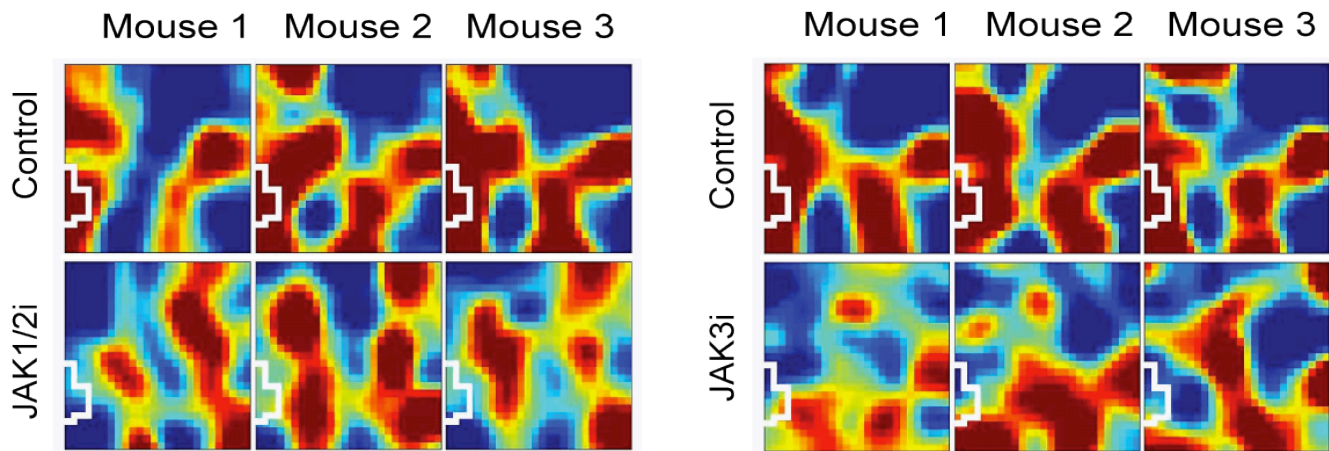 Mouse 1 Mouse 2 Mouse 3
Control
JAK1/2i
Mouse 1 Mouse 2 Mouse 3
Control
JAK3i